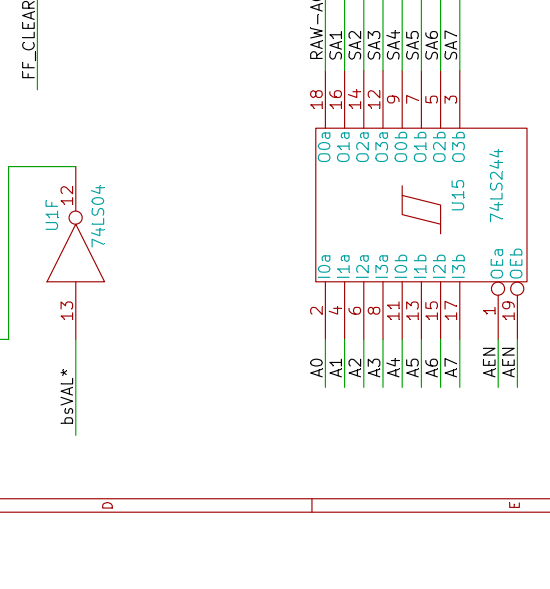 FF_CLEAR
RAW-A
SA1
SA2
SA3
SA4
SA5
SA6
SA7
18
16
14
12
9
7
5
3
O0a
O1a
O2a
O3a
O0b
O1b
O2b
O3b
U15
74LS244
I0a
I1a
I2a
I3a
I0b
I1b
I2b
I3b
OEa
OEb
2
4
6
8
11
13
15
17
1
19
A0
A1
A2
A3
A4
A5
A6
A7
AEN
AEN
12
U1F
74LS04
13
bsVAL*
D
E